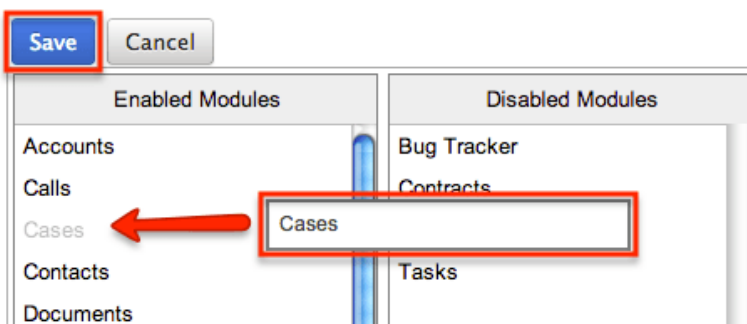 Save Cancel
Enabled Modules Disabled Modules
Accounts Bug Tracker
Calls Contracts
Cases Cases
Contacts Tasks
Documents